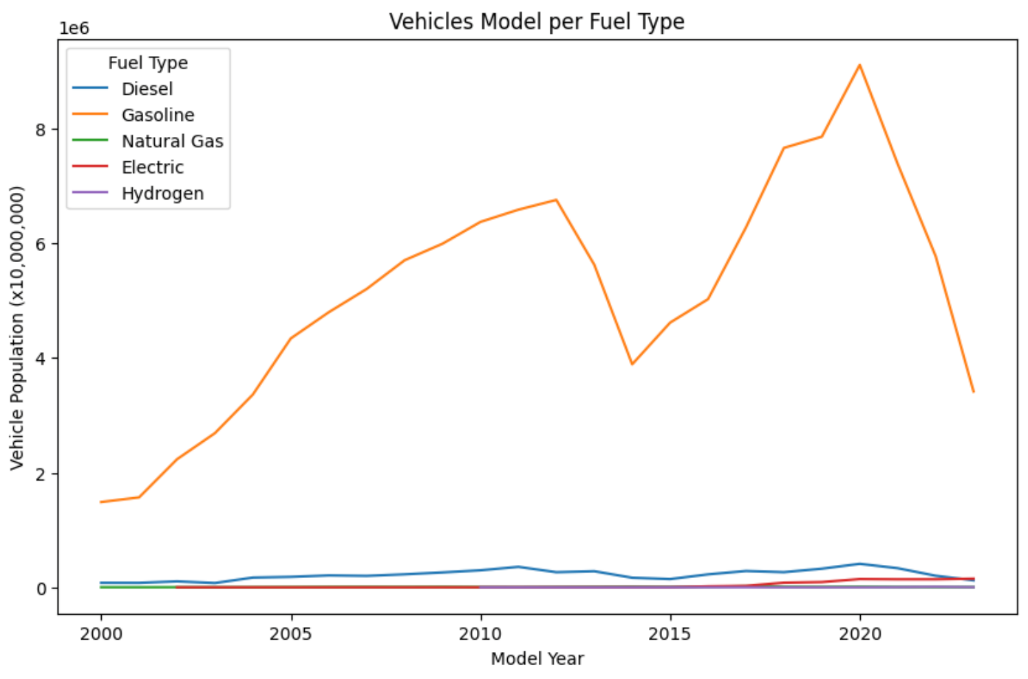 Vehicles Model per Fuel Type
1e6
Fuel Type
Diesel
Gasoline
Natural Gas
Electric
Hydrogen
Vehicle Population (x10,000,000)
8
6
4
2
0
2000 2005 2010 2015 2020
Model Year